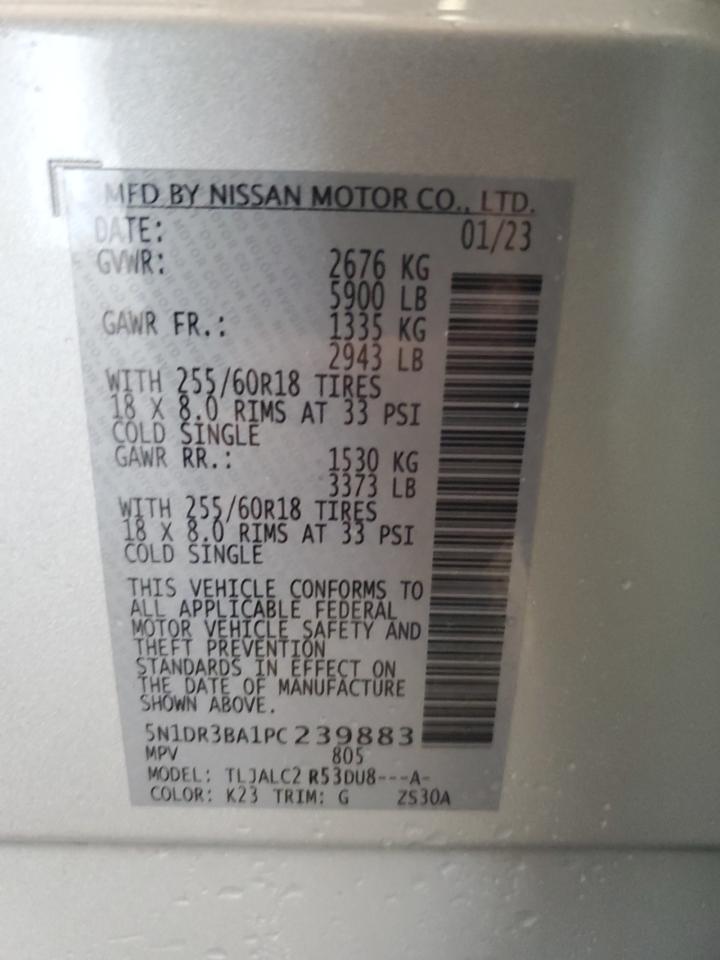 MFD BY NISSAN MOTOR CO., LTD.
DATE: 01/23
GVWR: 2676 KG
5900 LB
GAWR FR.: 1335 KG
2943 LB
WITH 255/60R18 TIRES
18 X 8.0 RIMS AT 33 PSI
COLD SINGLE
GAWR RR.: 1530 KG
3373 LB
WITH 255/60R18 TIRES
18 X 8.0 RIMS AT 33 PSI
COLD SINGLE
THIS VEHICLE CONFORMS TO
ALL APPLICABLE FEDERAL
MOTOR VEHICLE SAFETY AND
THEFT PREVENTION
STANDARDS IN EFFECT ON
THE DATE OF MANUFACTURE
SHOWN ABOVE.
5N1DR3BA1PC239883
MPV 805
MODEL: TLJALC2 R53DU8---A-
COLOR: K23 TRIM: G ZS30A